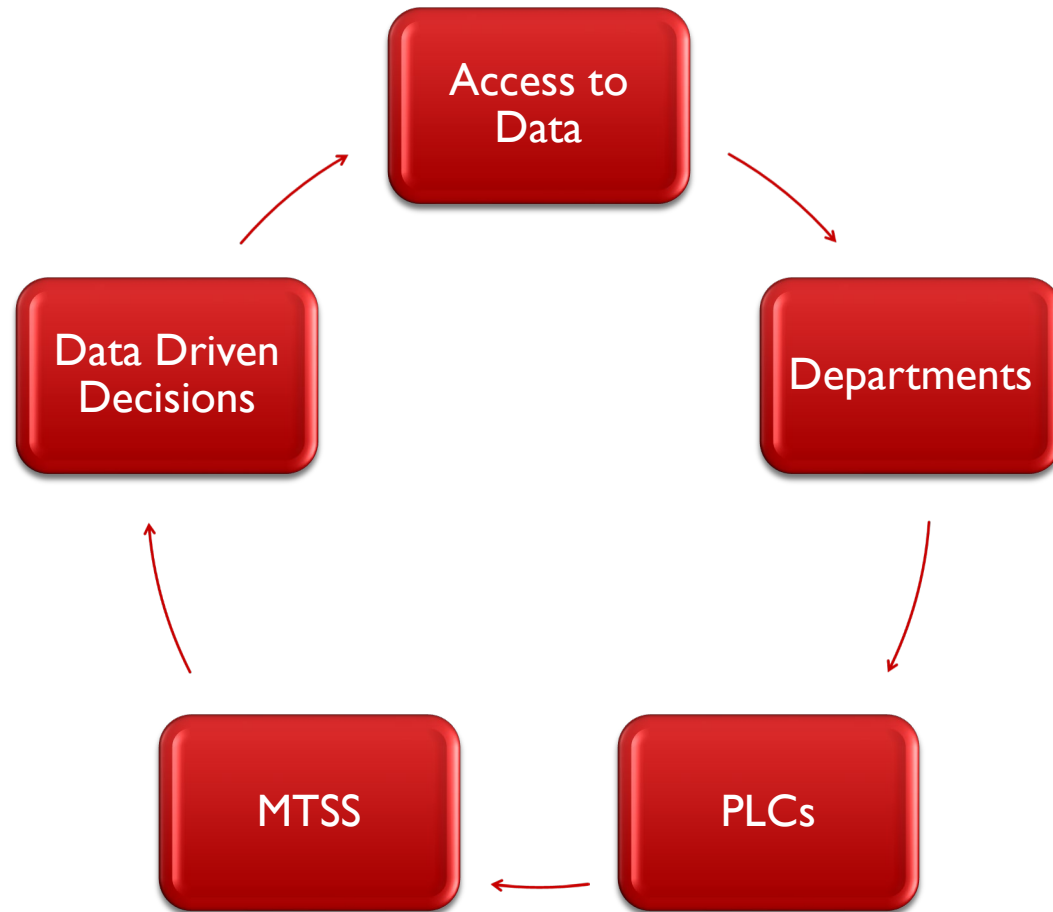 Access to
Data
Departments
PLCs
MTSS
Data Driven
Decisions